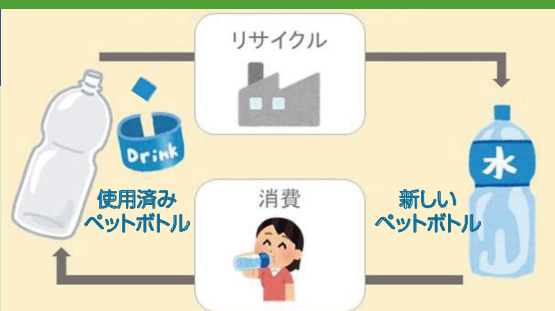 リサイクル
Drink
水
使用済み
ペットボトル
消費
新しい
ペットボトル